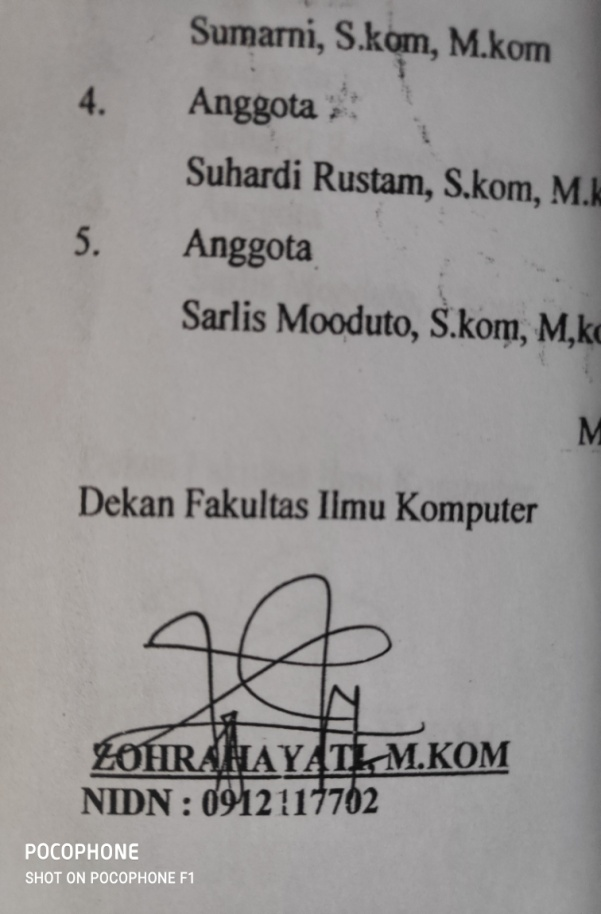 Sumarni, S.kom, M.kom
4. Anggota
Suhardi Rustam, S.kom, M.k
5. Anggota
Sarlis Mooduto, S.kom, M,ko
M
Dekan Fakultas Ilmu Komputer
ZOHRAHAYATI, M.KOM
NIDN : 0912117702
POCOPHONE
SHOT ON POCOPHONE F1